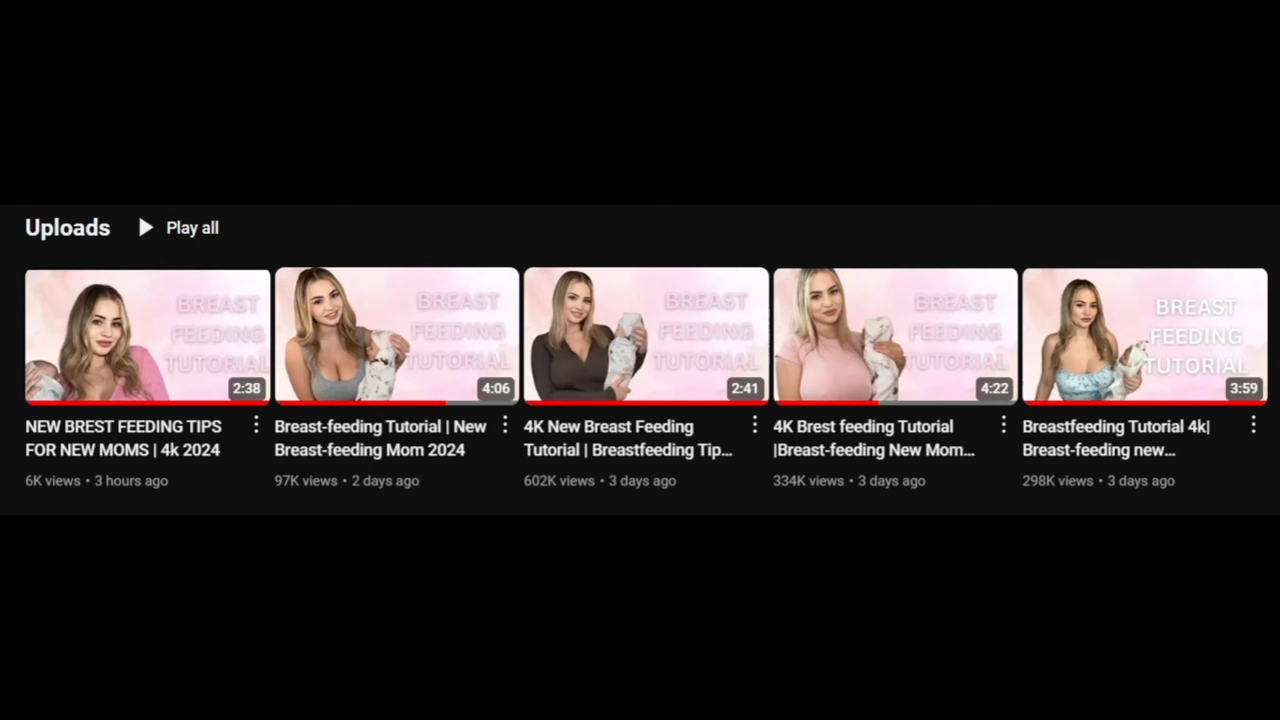 Uploads
Play all
BREAST
FEEDING
TUTORIAL
2:38
NEW BREST FEEDING TIPS
FOR NEW MOMS | 4k 2024
6K views • 3 hours ago
BREAST
FEEDING
TUTORIAL
4:06
Breast-feeding Tutorial | New
Breast-feeding Mom 2024
97K views • 2 days ago
BREAST
FEEDING
TUTORIAL
2:41
4K New Breast Feeding
Tutorial | Breastfeeding Tip...
602K views • 3 days ago
BREAST
FEEDING
TUTORIAL
4:22
4K Brest feeding Tutorial
|Breast-feeding New Mom...
334K views • 3 days ago
BREAST
FEEDING
TUTORIAL
3:59
Breastfeeding Tutorial 4k|
Breast-feeding new...
298K views • 3 days ago